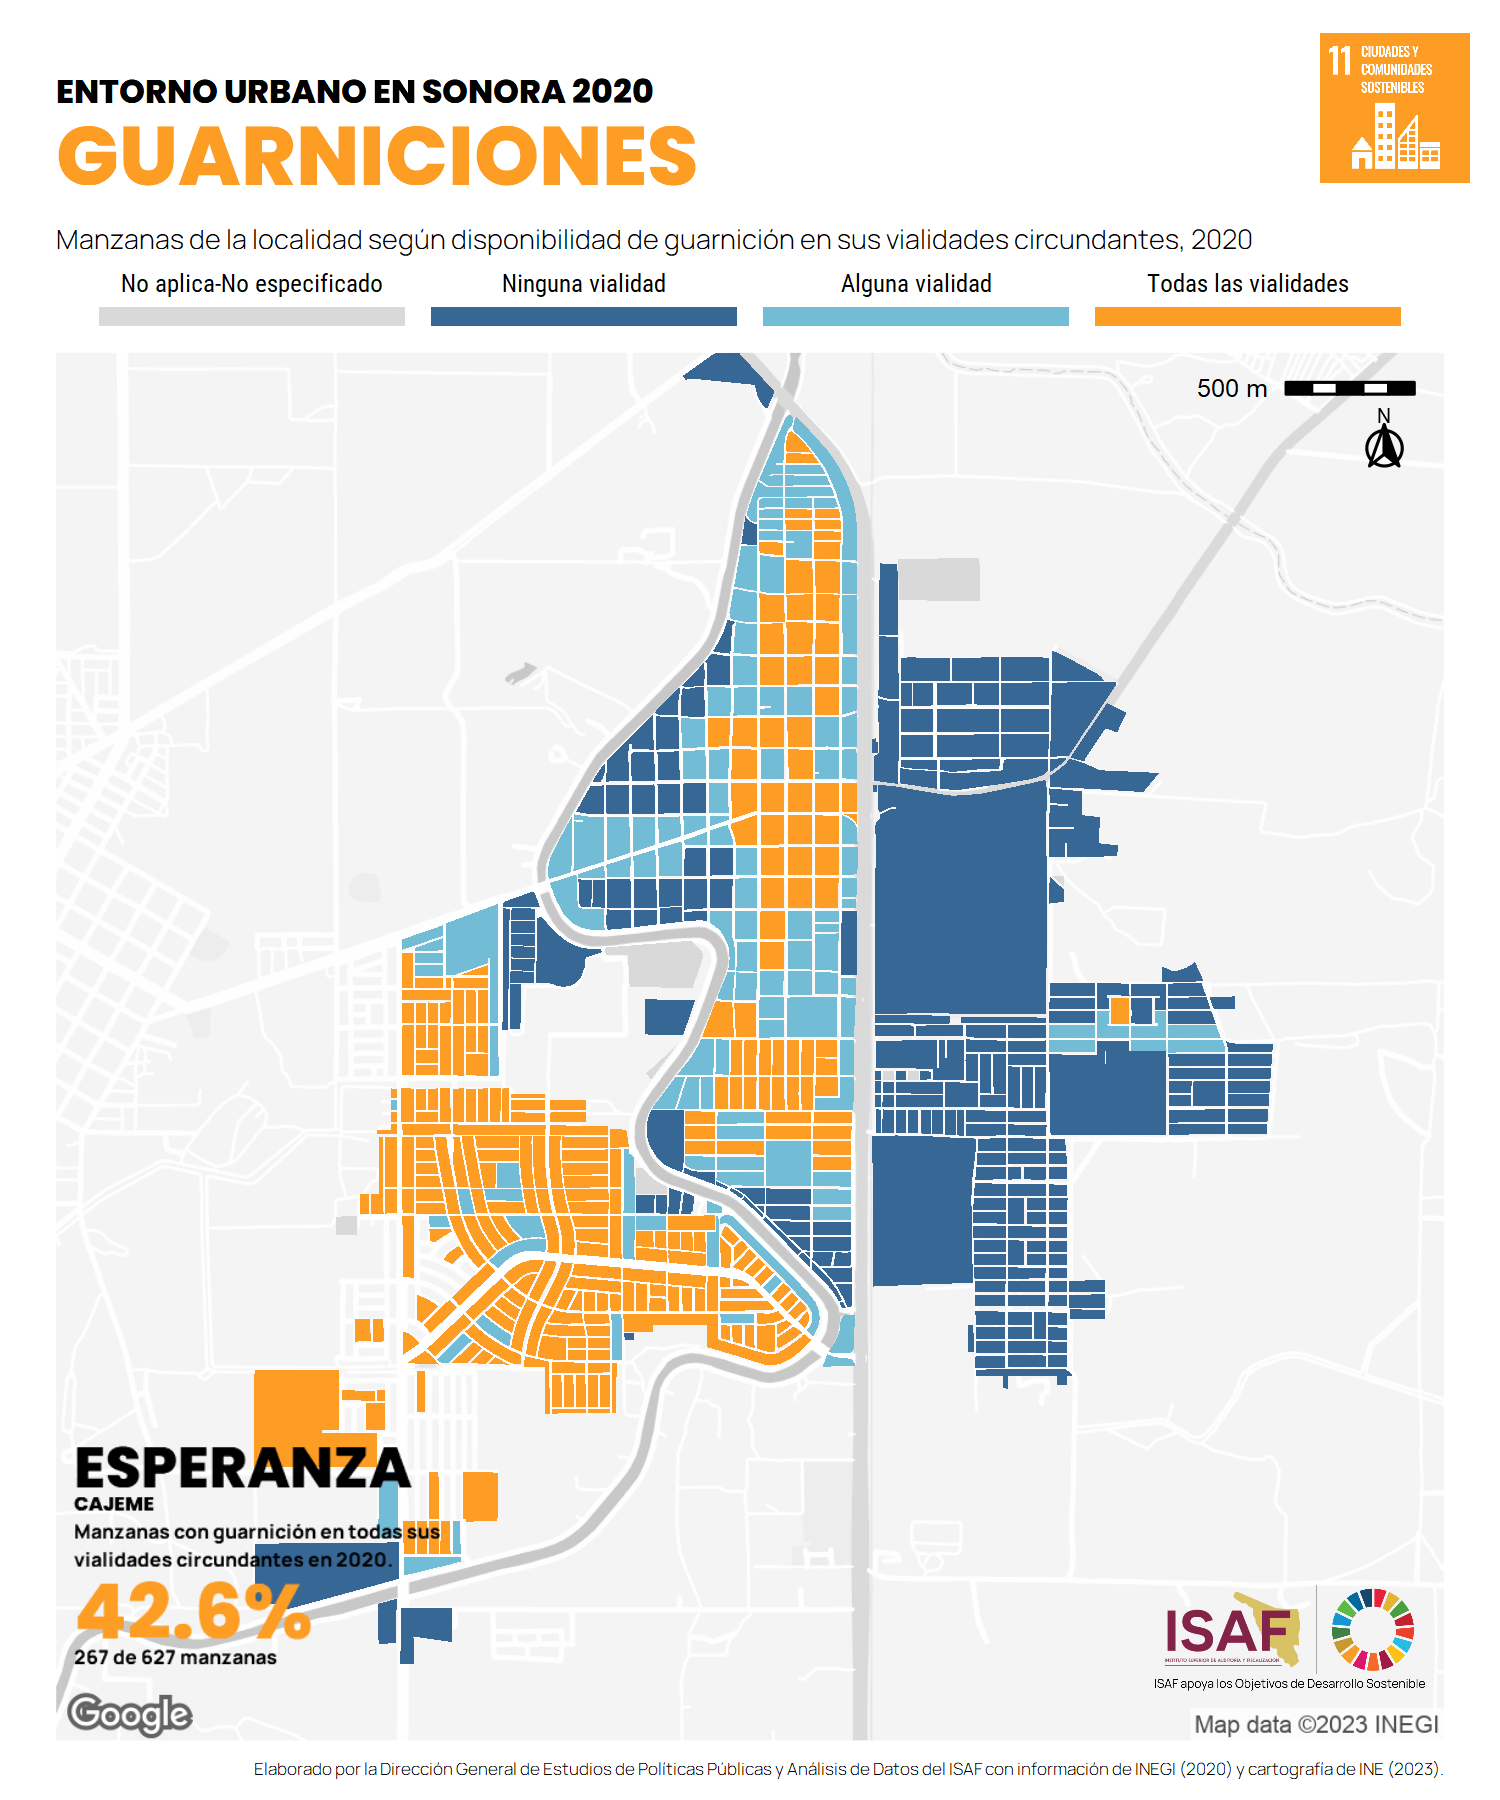 11 CIUDADES Y
COMUNIDADES
SOSTENIBLES
ENTORNO URBANO EN SONORA 2020
GUARNICIONES
Manzanas de la localidad según disponibilidad de guarnición en sus vialidades circundantes, 2020
No aplica-No especificado
Ninguna vialidad
Alguna vialidad
Todas las vialidades
500 m
N
ESPERANZA
CAJEME
Manzanas con guarnición en todas sus
vialidades circundantes en 2020.
42.6%
267 de 627 manzanas
Google
ISAF
INSTITUTO SUPERIOR DE AUDITORÍA Y FISCALIZACIÓN
ISAF apoya los Objetivos de Desarrollo Sostenible
Map data ©2023 INEGI
Elaborado por la Dirección General de Estudios de Políticas Públicas y Análisis de Datos del ISAF con información de INEGI (2020) y cartografía de INE (2023).